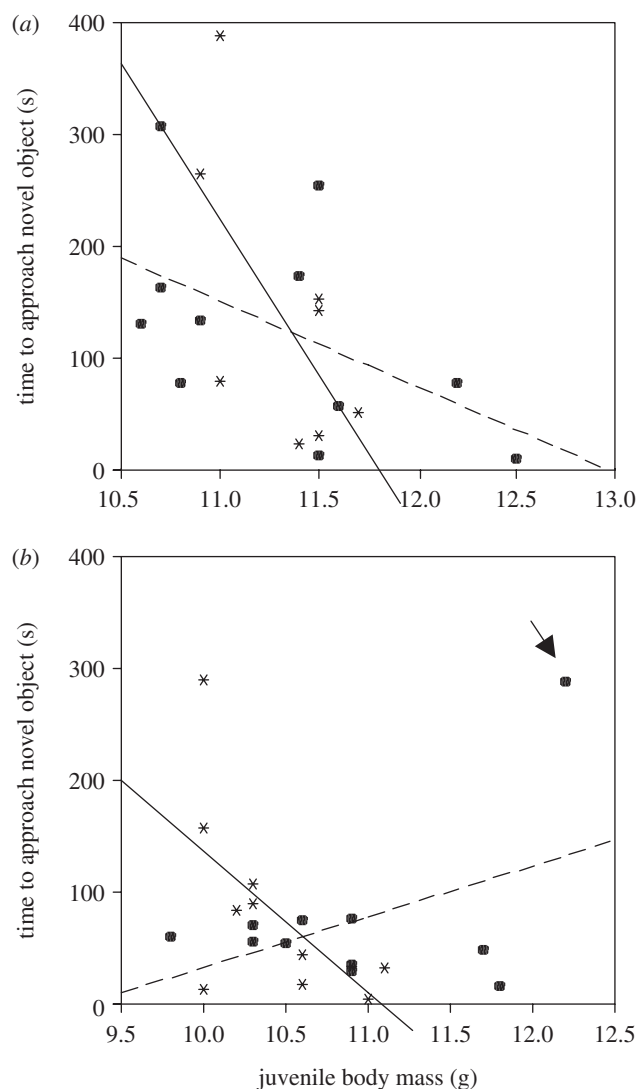 (a)
time to approach novel object (s)
400
300
200
100
0
10.5 11.0 11.5 12.0 12.5 13.0
(b)
time to approach novel object (s)
400
300
200
100
0
9.5 10.0 10.5 11.0 11.5 12.0 12.5
juvenile body mass (g)